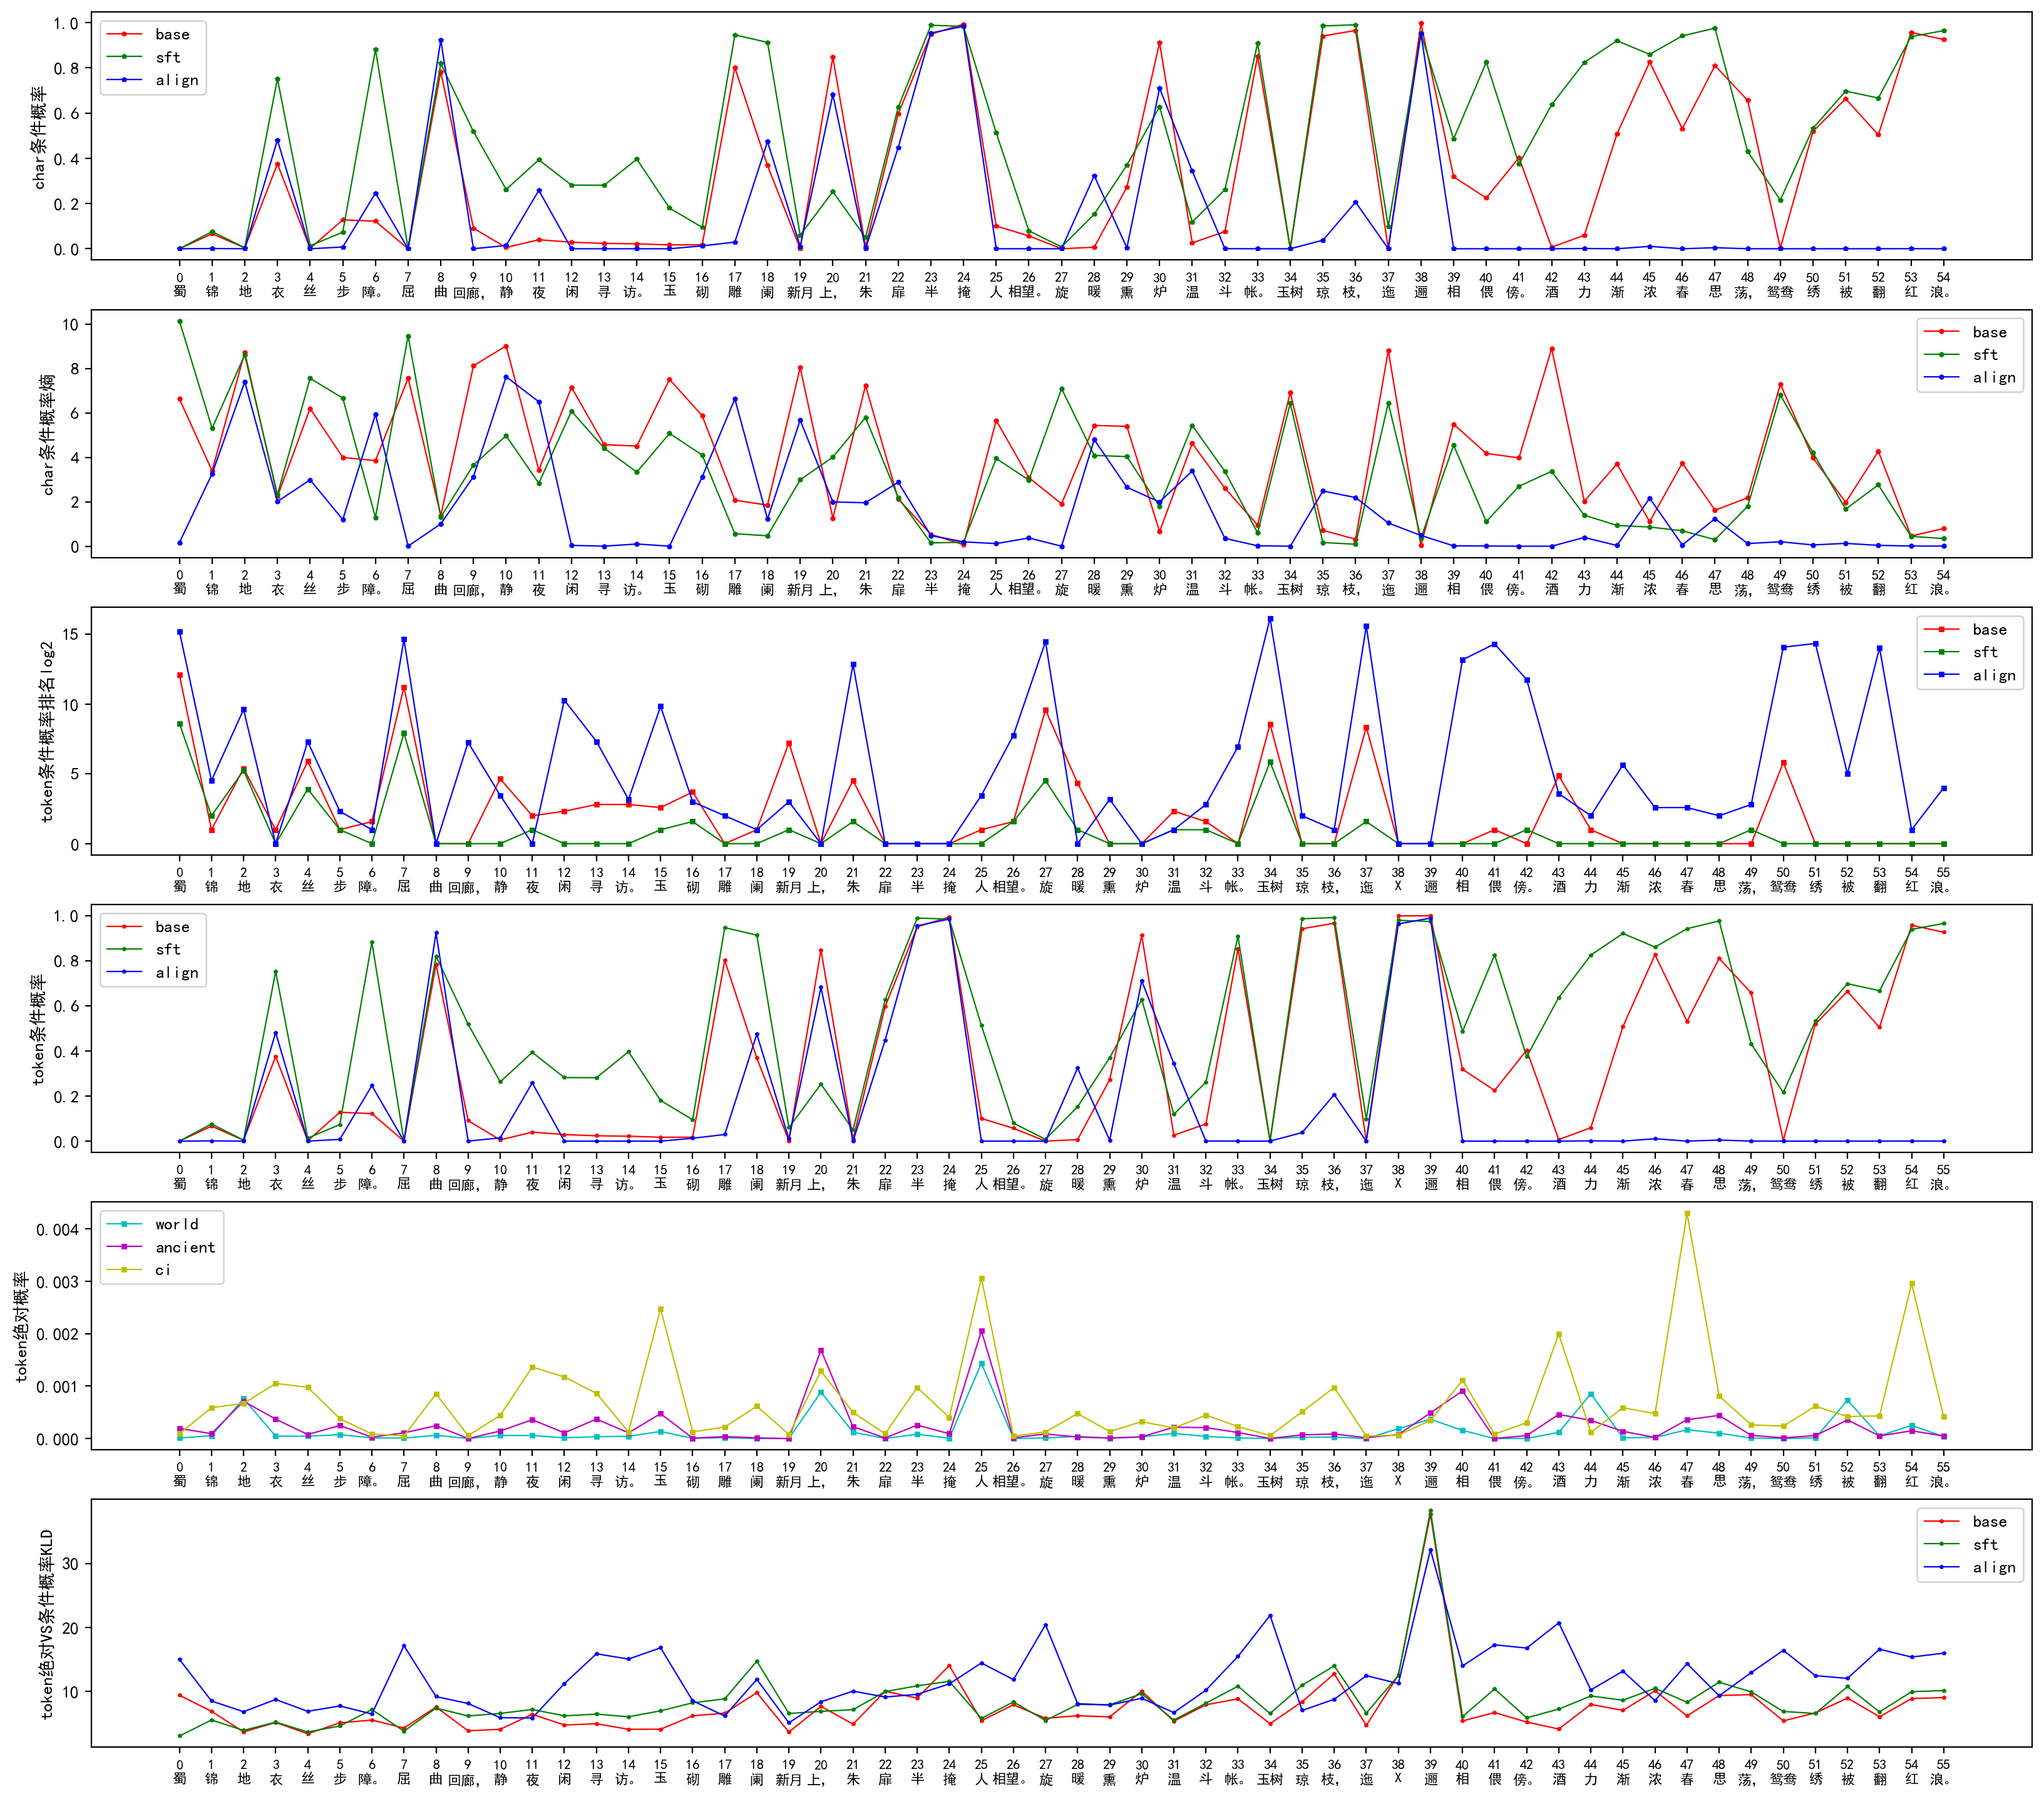 char条件概率
1.0
0.8
0.6
0.4
0.2
0.0
base
sft
align
0 1 2 3 4 5 6 7 8 9 10 11 12 13 14 15 16 17 18 19 20 21 22 23 24 25 26 27 28 29 30 31 32 33 34 35 36 37 38 39 40 41 42 43 44 45 46 47 48 49 50 51 52 53 54
蜀 锦 地 衣 丝 步 障。 屈 曲 回廊, 静 夜 闲 寻 访。 玉 砌 雕 阑 新月 上, 朱 扉 半 掩 人 相望。 旋 暖 熏 炉 温 斗 帐。 玉树 琼 枝, 迤 逦 相 偎 傍。 酒 力 渐 浓 春 思 荡, 鸳鸯 绣 被 翻 红 浪。
char条件概率熵
10
8
6
4
2
0
base
sft
align
0 1 2 3 4 5 6 7 8 9 10 11 12 13 14 15 16 17 18 19 20 21 22 23 24 25 26 27 28 29 30 31 32 33 34 35 36 37 38 39 40 41 42 43 44 45 46 47 48 49 50 51 52 53 54
蜀 锦 地 衣 丝 步 障。 屈 曲 回廊, 静 夜 闲 寻 访。 玉 砌 雕 阑 新月 上, 朱 扉 半 掩 人 相望。 旋 暖 熏 炉 温 斗 帐。 玉树 琼 枝, 迤 逦 相 偎 傍。 酒 力 渐 浓 春 思 荡, 鸳鸯 绣 被 翻 红 浪。
token条件概率排名log2
15
10
5
0
base
sft
align
0 1 2 3 4 5 6 7 8 9 10 11 12 13 14 15 16 17 18 19 20 21 22 23 24 25 26 27 28 29 30 31 32 33 34 35 36 37 38 39 40 41 42 43 44 45 46 47 48 49 50 51 52 53 54 55
蜀 锦 地 衣 丝 步 障。 屈 曲 回廊, 静 夜 闲 寻 访。 玉 砌 雕 阑 新月 上, 朱 扉 半 掩 人 相望。 旋 暖 熏 炉 温 斗 帐。 玉树 琼 枝, 迤 X 逦 相 偎 傍。 酒 力 渐 浓 春 思 荡, 鸳鸯 绣 被 翻 红 浪。
token条件概率
1.0
0.8
0.6
0.4
0.2
0.0
base
sft
align
0 1 2 3 4 5 6 7 8 9 10 11 12 13 14 15 16 17 18 19 20 21 22 23 24 25 26 27 28 29 30 31 32 33 34 35 36 37 38 39 40 41 42 43 44 45 46 47 48 49 50 51 52 53 54 55
蜀 锦 地 衣 丝 步 障。 屈 曲 回廊, 静 夜 闲 寻 访。 玉 砌 雕 阑 新月 上, 朱 扉 半 掩 人 相望。 旋 暖 熏 炉 温 斗 帐。 玉树 琼 枝, 迤 X 逦 相 偎 傍。 酒 力 渐 浓 春 思 荡, 鸳鸯 绣 被 翻 红 浪。
token绝对概率
0.004
0.003
0.002
0.001
0.000
world
ancient
ci
0 1 2 3 4 5 6 7 8 9 10 11 12 13 14 15 16 17 18 19 20 21 22 23 24 25 26 27 28 29 30 31 32 33 34 35 36 37 38 39 40 41 42 43 44 45 46 47 48 49 50 51 52 53 54 55
蜀 锦 地 衣 丝 步 障。 屈 曲 回廊, 静 夜 闲 寻 访。 玉 砌 雕 阑 新月 上, 朱 扉 半 掩 人 相望。 旋 暖 熏 炉 温 斗 帐。 玉树 琼 枝, 迤 X 逦 相 偎 傍。 酒 力 渐 浓 春 思 荡, 鸳鸯 绣 被 翻 红 浪。
token绝对VS条件概率KLD
30
20
10
base
sft
align
0 1 2 3 4 5 6 7 8 9 10 11 12 13 14 15 16 17 18 19 20 21 22 23 24 25 26 27 28 29 30 31 32 33 34 35 36 37 38 39 40 41 42 43 44 45 46 47 48 49 50 51 52 53 54 55
蜀 锦 地 衣 丝 步 障。 屈 曲 回廊, 静 夜 闲 寻 访。 玉 砌 雕 阑 新月 上, 朱 扉 半 掩 人 相望。 旋 暖 熏 炉 温 斗 帐。 玉树 琼 枝, 迤 X 逦 相 偎 傍。 酒 力 渐 浓 春 思 荡, 鸳鸯 绣 被 翻 红 浪。